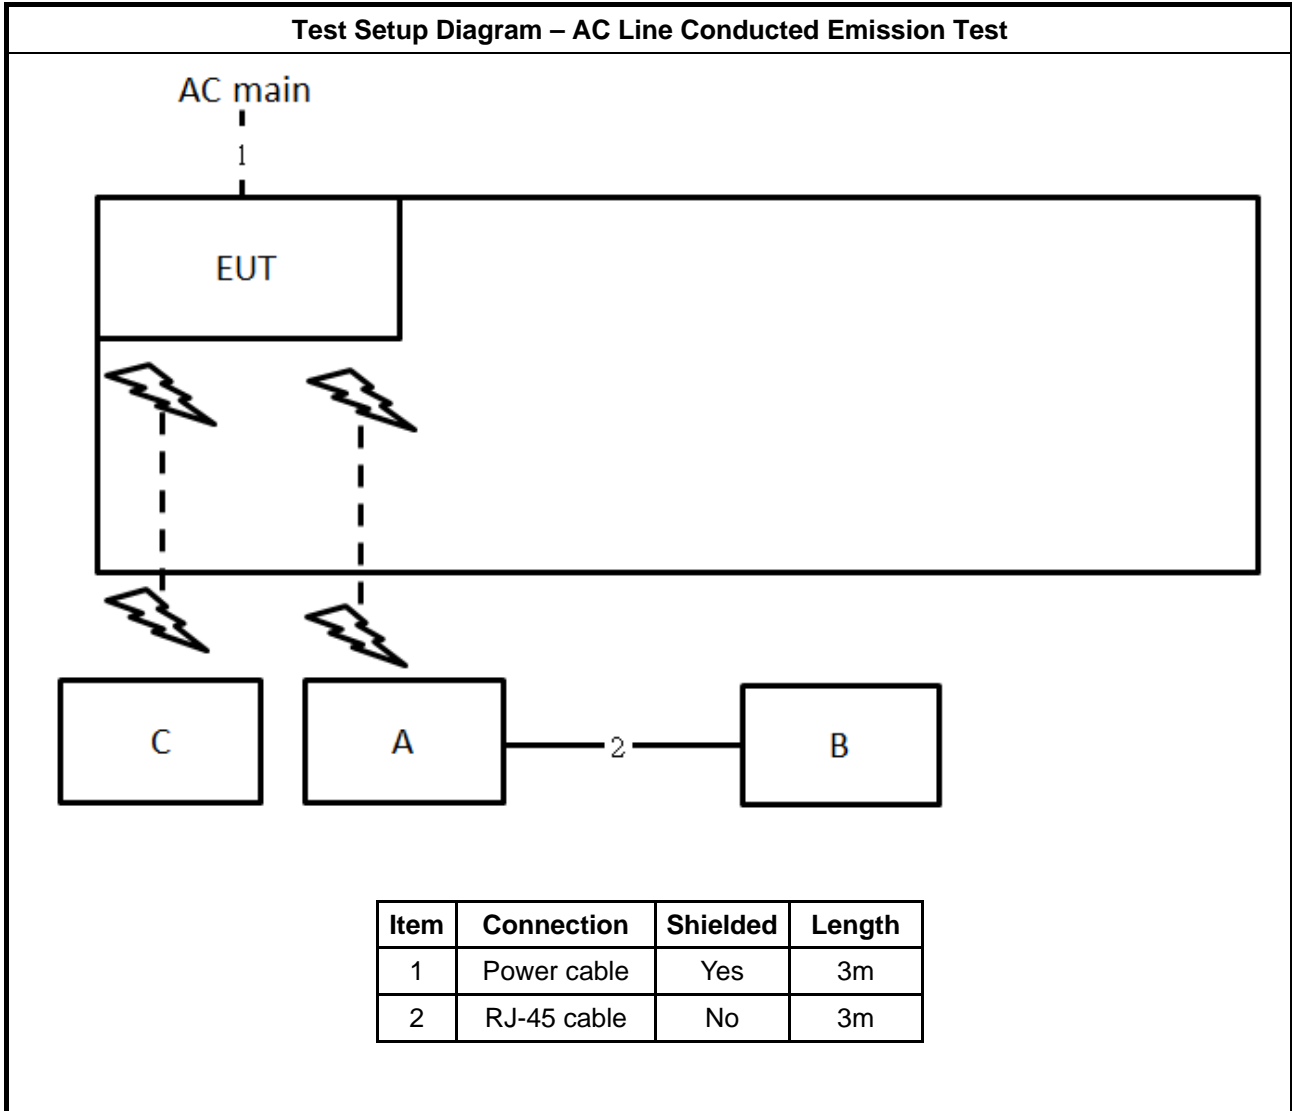 Test Setup Diagram – AC Line Conducted Emission Test
AC main
1
EUT
C
A
2
B
Item Connection Shielded Length
1 Power cable Yes 3m
2 RJ-45 cable No 3m